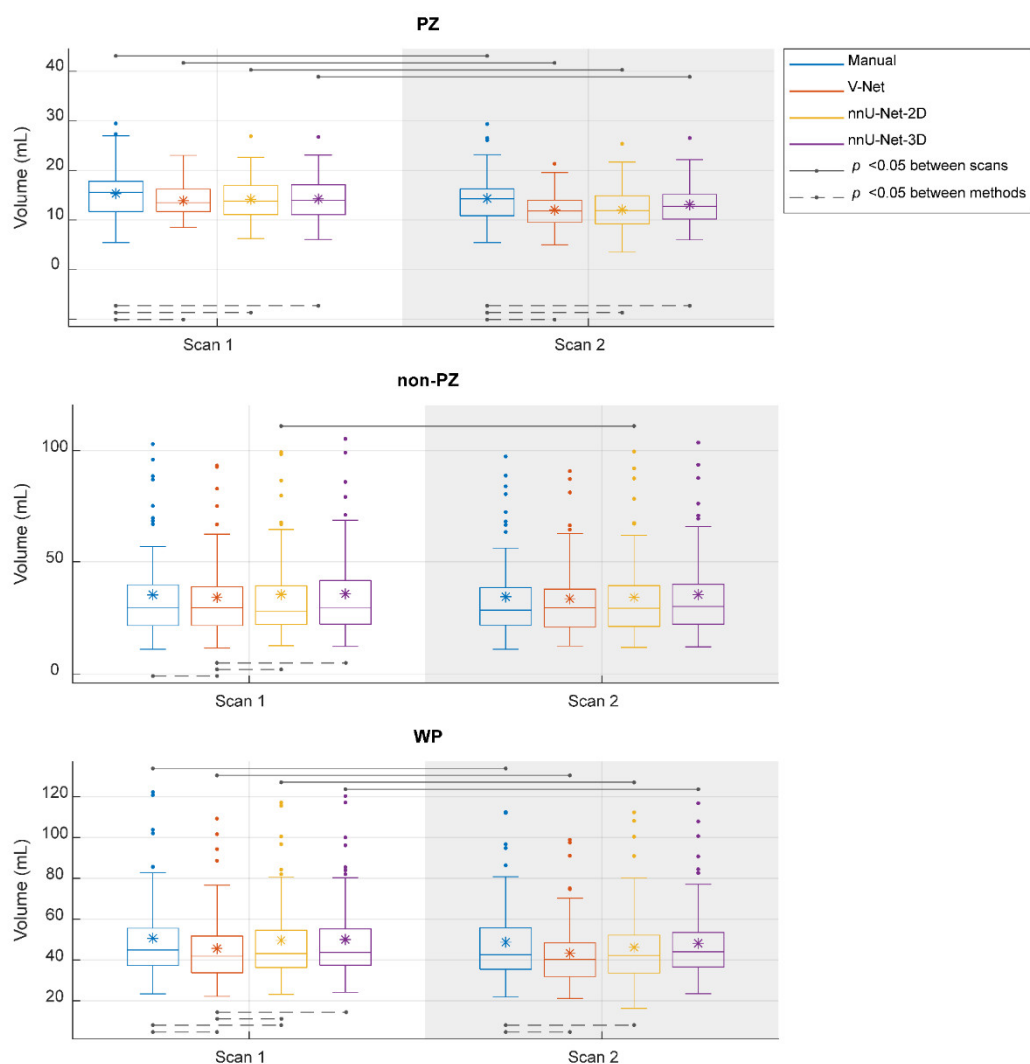 PZ
Manual
V-Net
nnU-Net-2D
nnU-Net-3D
p <0.05 between scans
p <0.05 between methods
Volume (mL)
40
30
20
10
0
Scan 1
Scan 2
non-PZ
Volume (mL)
100
50
0
Scan 1
Scan 2
WP
Volume (mL)
120
100
80
60
40
20
Scan 1
Scan 2